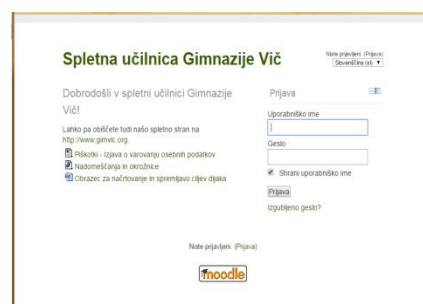 Spletna učilnica Gimnazije Vič
Niste prijavljeni. (Prijava)
Slovenščina (sl)
Dobrodošli v spletni učilnici Gimnazije
Vič!
Lahko pa obiščete tudi našo spletno stran na
http://www.gimvic.org.
Piškotki - Izjava o varovanju osebnih podatkov
Nadomeščanja in okrožnice
Obrazec za načrtovanje in spremljavo ciljev dijaka
Prijava
Uporabniško ime
Geslo
Shrani uporabniško ime
Prijava
Izgubljeno geslo?
Niste prijavljeni. (Prijava)
moodle